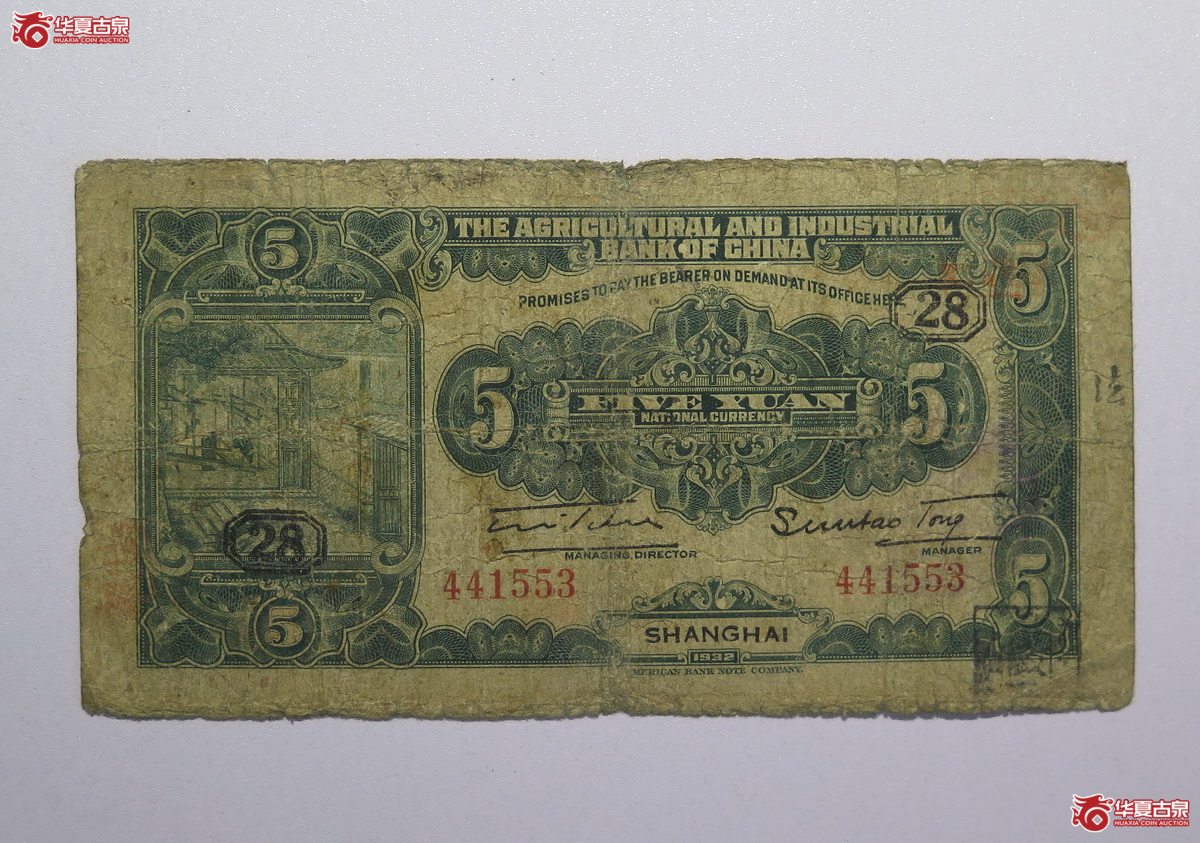 华夏古泉
HUAXIA COIN AUCTION
5
THE AGRICULTURAL AND INDUSTRIAL
BANK OF CHINA
5
PROMISES TO PAY THE BEARER ON DEMAND AT ITS OFFICE HE
28
5
FIVE YUAN
5
NATIONAL CURRENCY
Suntao Tong
28
MANAGING DIRECTOR
MANAGER
441553
441553
5
5
SHANGHAI
1932
MERICAN BANK NOTE COMPANY.
华夏古泉
HUAXIA COIN AUCTION